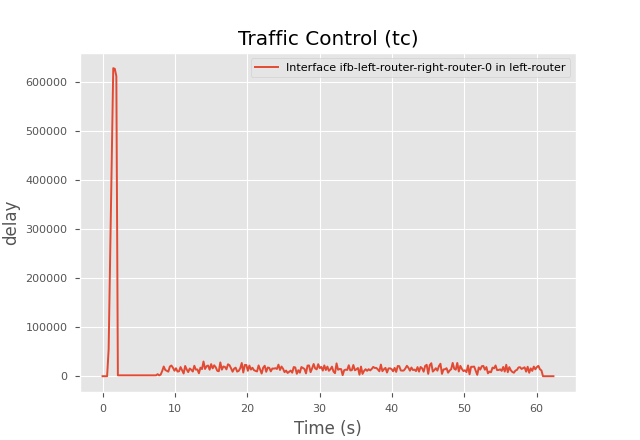 Traffic Control (tc)
Interface ifb-left-router-right-router-0 in left-router
600000
500000
400000
300000
200000
100000
0
delay
0 10 20 30 40 50 60
Time (s)